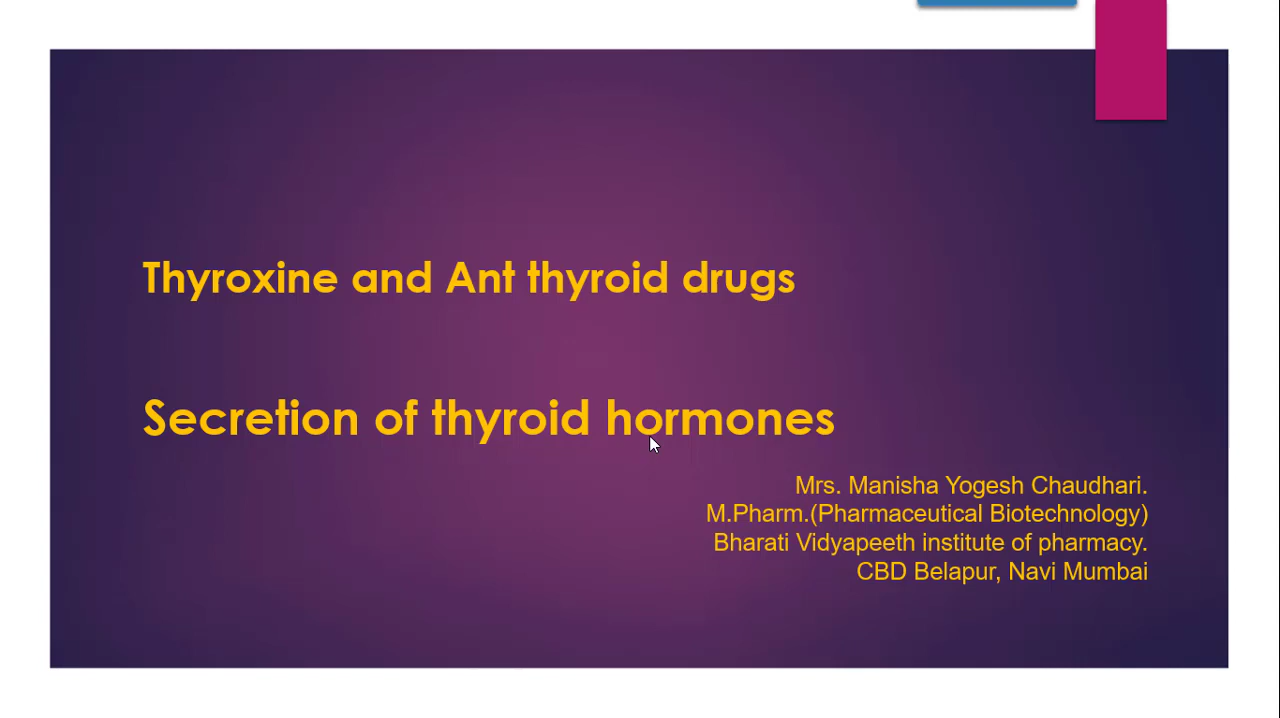 Thyroxine and Ant thyroid drugs
Secretion of thyroid hormones
Mrs. Manisha Yogesh Chaudhari.
M.Pharm.(Pharmaceutical Biotechnology)
Bharati Vidyapeeth institute of pharmacy.
CBD Belapur, Navi Mumbai